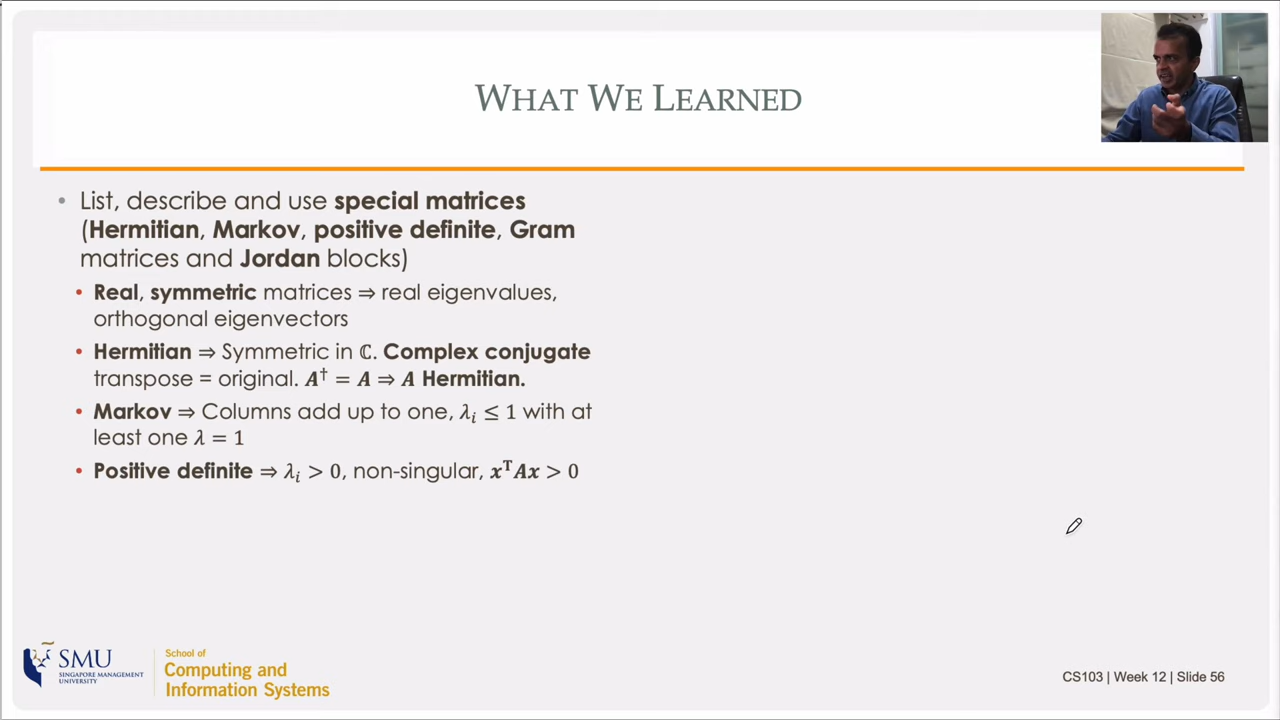 WHAT WE LEARNED
• List, describe and use special matrices
(Hermitian, Markov, positive definite, Gram
matrices and Jordan blocks)
• Real, symmetric matrices ⇒ real eigenvalues,
orthogonal eigenvectors
• Hermitian ⇒ Symmetric in ℂ. Complex conjugate
transpose = original. A† = A ⇒ A Hermitian.
• Markov ⇒ Columns add up to one, λᵢ ≤ 1 with at
least one λ = 1
• Positive definite ⇒ λᵢ > 0, non-singular, xᵀAx > 0
SMU
SINGAPORE MANAGEMENT
UNIVERSITY
School of
Computing and
Information Systems
CS103 | Week 12 | Slide 56